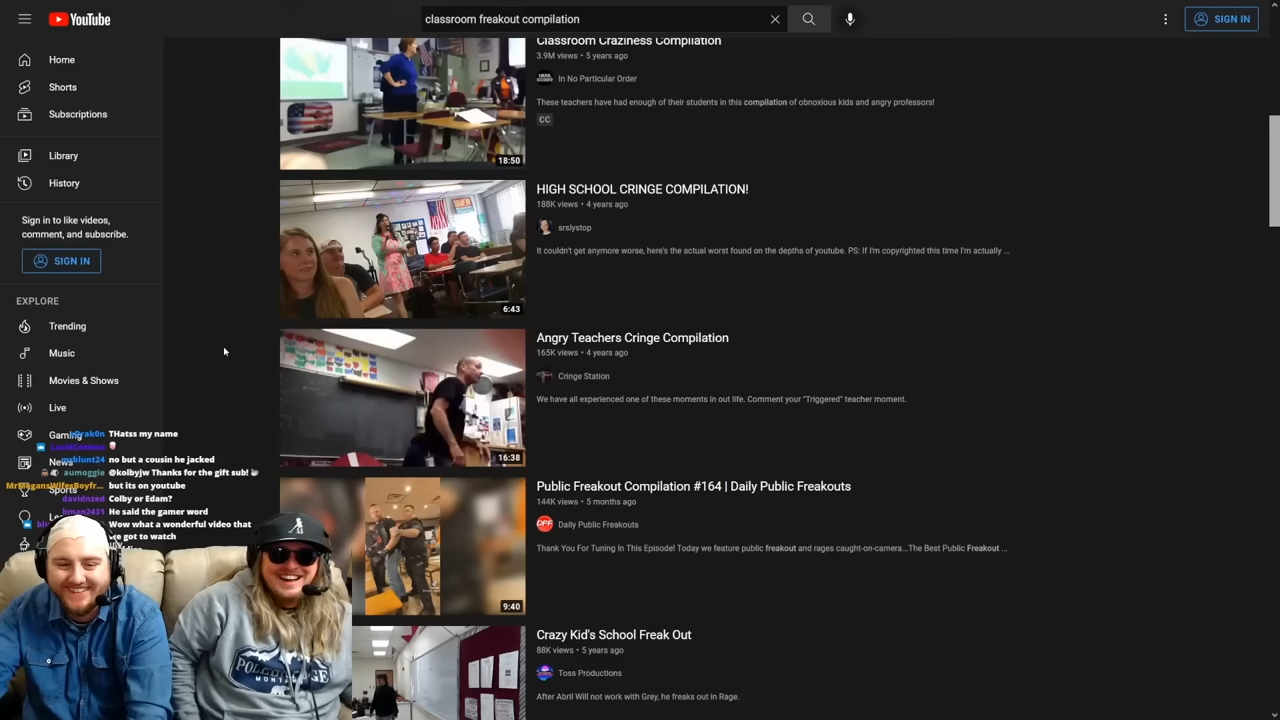 YouTube
classroom freakout compilation
SIGN IN
Home
Shorts
Subscriptions
Library
History
Sign in to like videos,
comment, and subscribe.
SIGN IN
EXPLORE
Trending
Music
Movies & Shows
Live
Gaming
News
Sports
Classroom Craziness Compilation
3.9M views • 5 years ago
In No Particular Order
These teachers have had enough of their students in this compilation of obnoxious kids and angry professors!
CC
18:50
HIGH SCHOOL CRINGE COMPILATION!
188K views • 4 years ago
srslystop
It couldn't get anymore worse, here's the actual worst found on the depths of youtube. PS: If I'm copyrighted this time I'm actually ...
6:43
Angry Teachers Cringe Compilation
165K views • 4 years ago
Cringe Station
We have all experienced one of these moments in out life. Comment your "Triggered" teacher moment.
16:38
Public Freakout Compilation #164 | Daily Public Freakouts
144K views • 5 months ago
DPF
Daily Public Freakouts
Thank You For Tuning In This Episode! Today we feature public freakout and rages caught-on-camera...The Best Public Freakout ...
9:40
Crazy Kid's School Freak Out
88K views • 5 years ago
Toss Productions
After Abril Will not work with Grey, he freaks out in Rage.
THatss my name
no but a cousin he jacked
aumoggie @kolbyjw Thanks for the gift sub!
MrMegansWifesBoyfr... but its on youtube
davidnzed Colby or Edam?
bman2431 He said the gamer word
Wow what a wonderful video that
got to watch
MONTANA